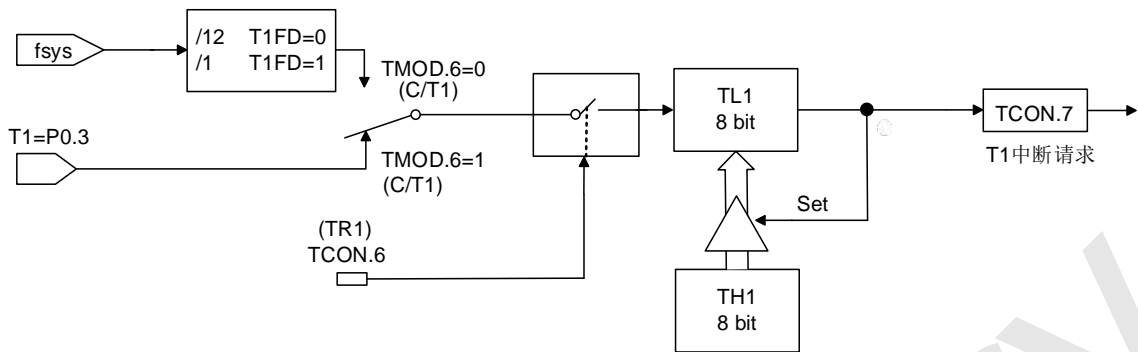 fsys
/12 T1FD=0
/1 T1FD=1
TMOD.6=0
(C/T1)
T1=P0.3
TMOD.6=1
(C/T1)
(TR1)
TCON.6
TL1
8 bit
TCON.7
T1中断请求
Set
TH1
8 bit